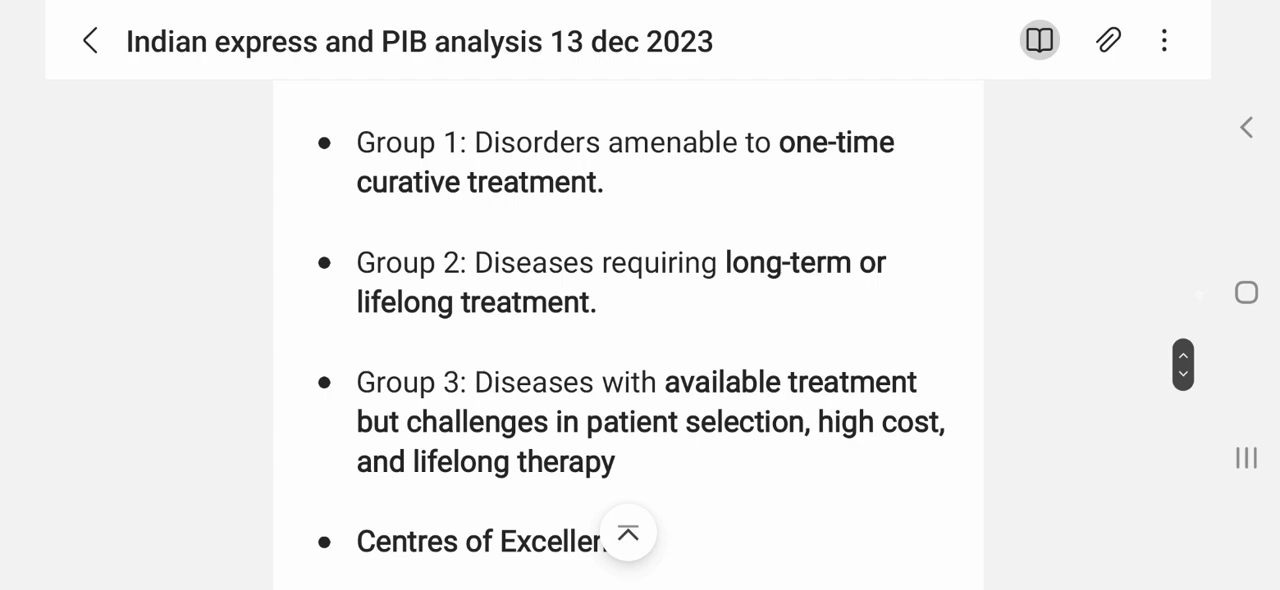 Indian express and PIB analysis 13 dec 2023
• Group 1: Disorders amenable to one-time
curative treatment.
• Group 2: Diseases requiring long-term or
lifelong treatment.
• Group 3: Diseases with available treatment
but challenges in patient selection, high cost,
and lifelong therapy
• Centres of